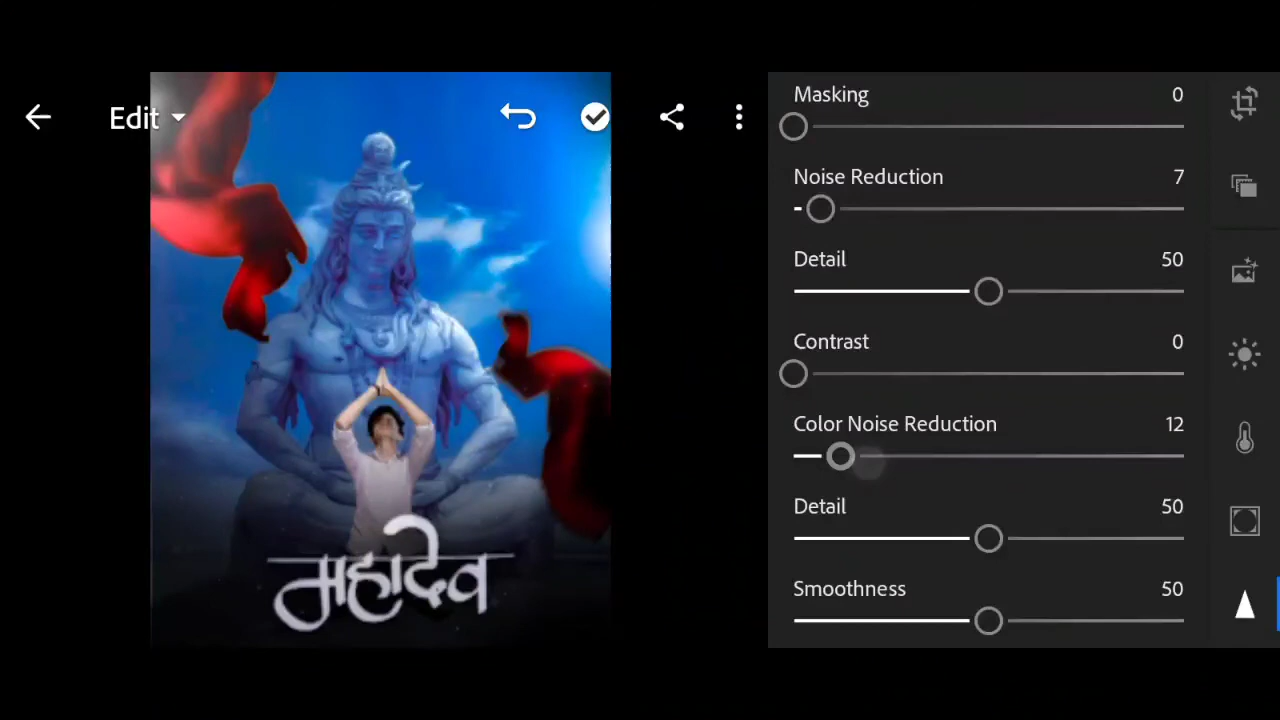 Edit
महादेव
Masking 0
Noise Reduction 7
Detail 50
Contrast 0
Color Noise Reduction 12
Detail 50
Smoothness 50